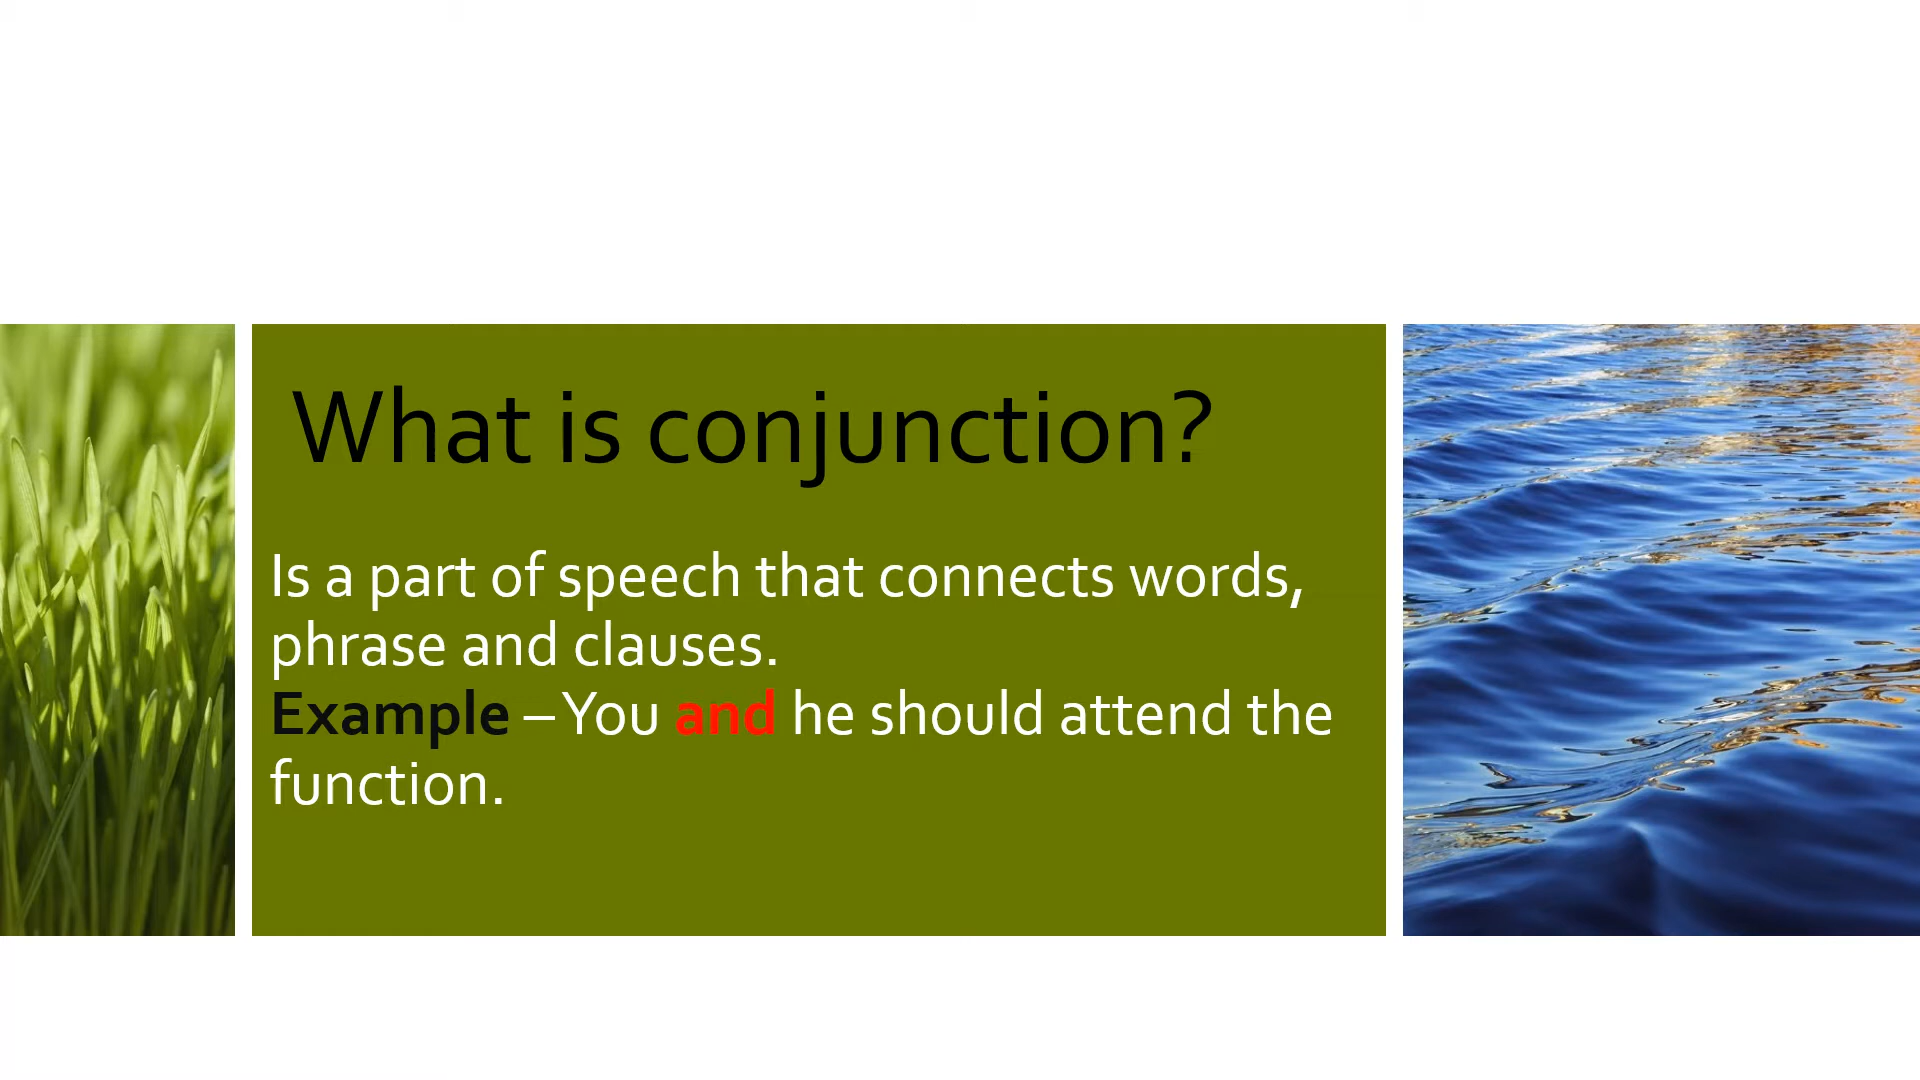 What is conjunction?
Is a part of speech that connects words,
phrase and clauses.
Example – You and he should attend the
function.